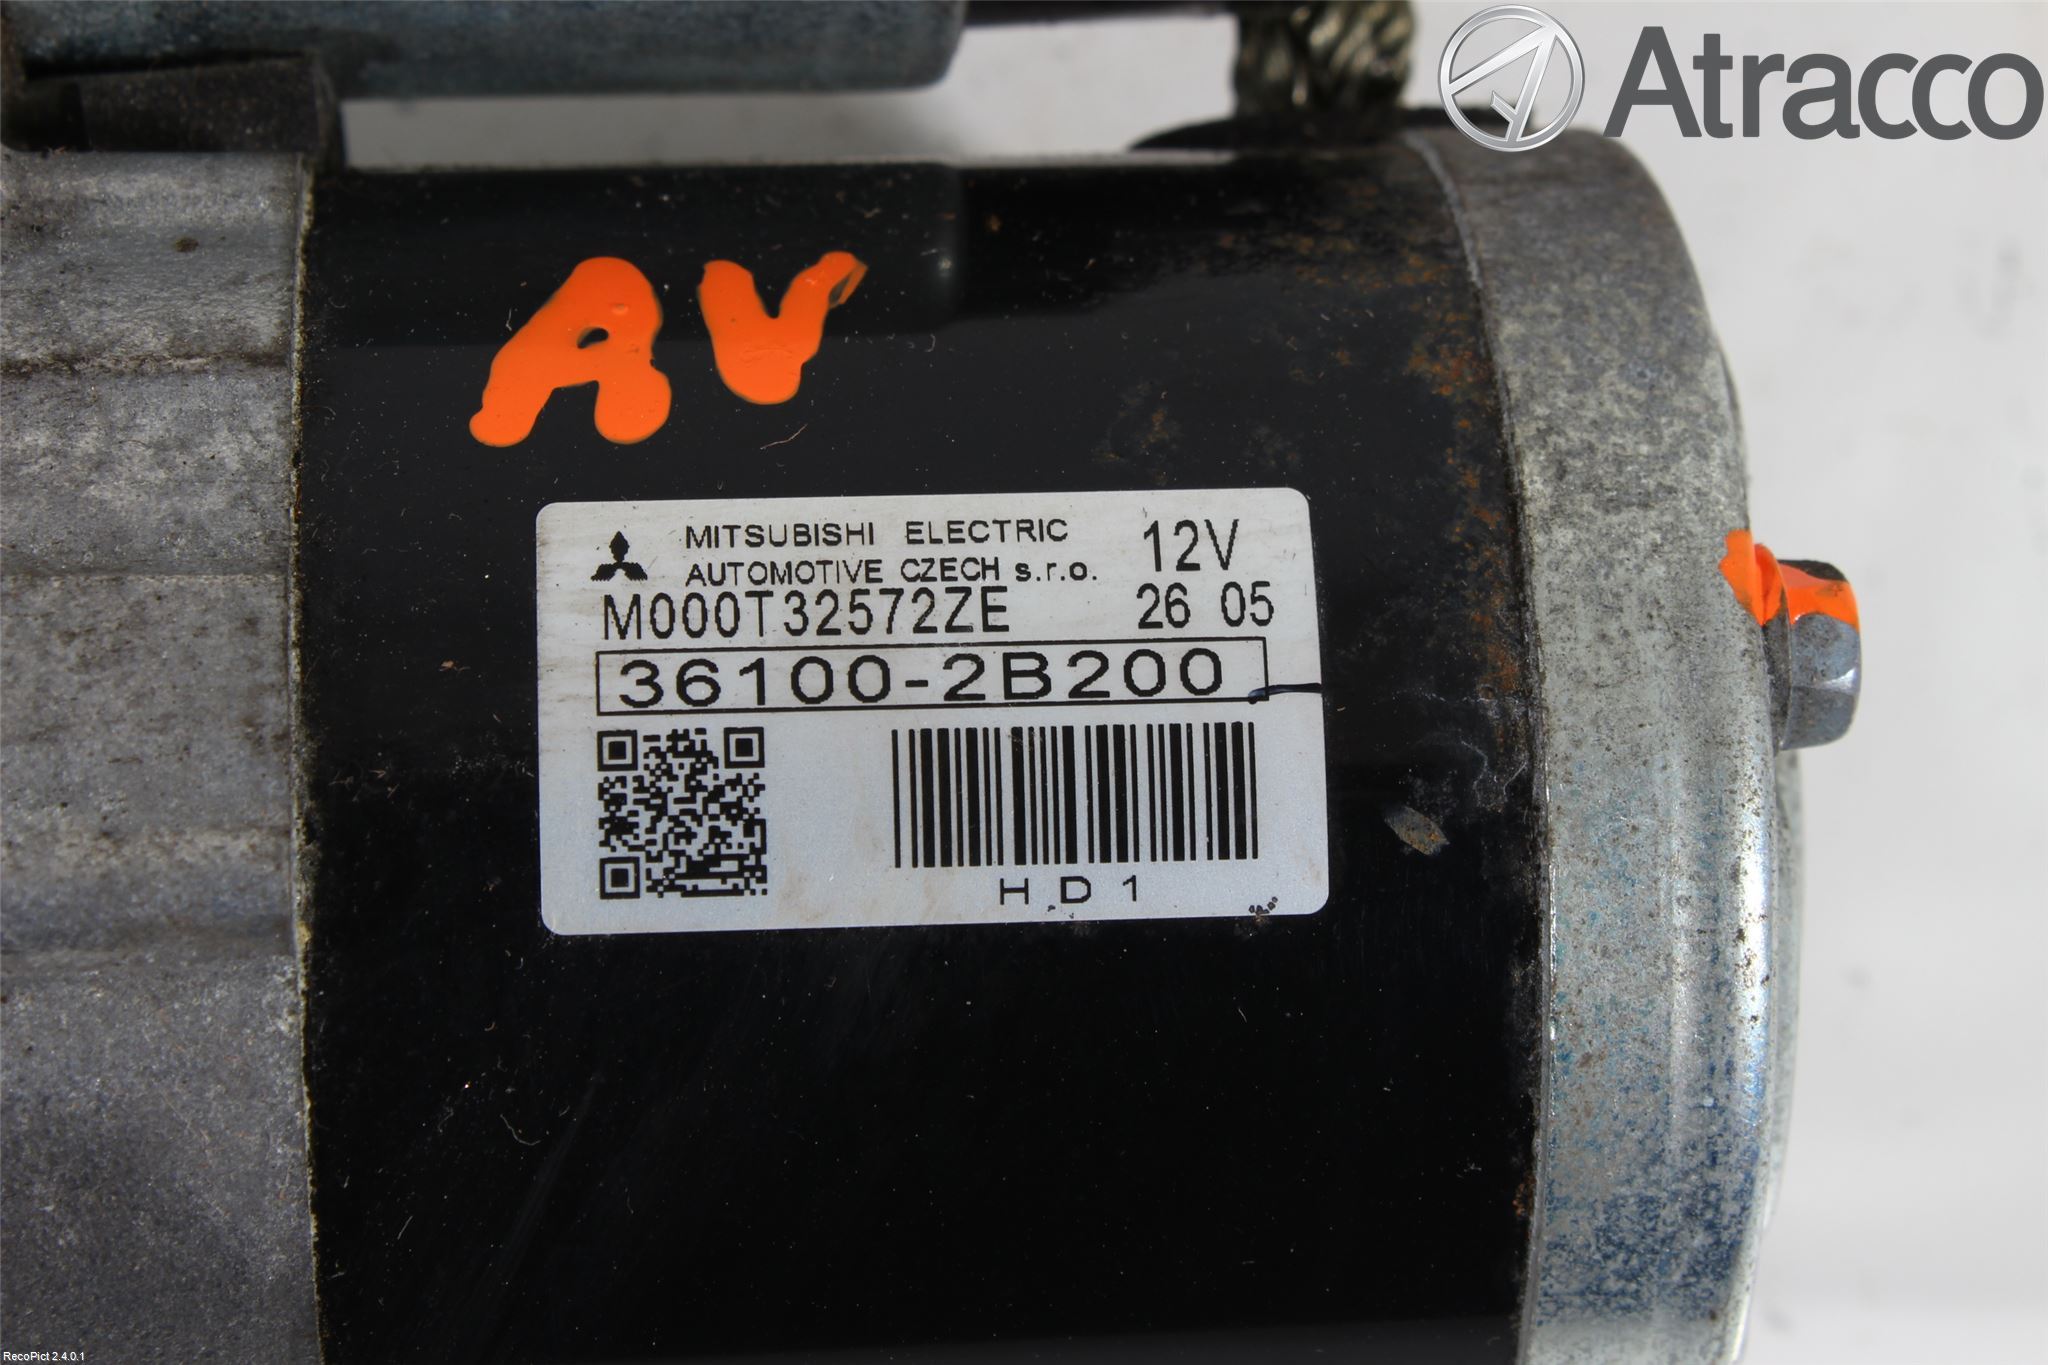 Atracco
AV
MITSUBISHI ELECTRIC 12V
AUTOMOTIVE CZECH s.r.o.
M000T32572ZE 26 05
36100-2B200
HD1
RecoPict 2.4.0.1